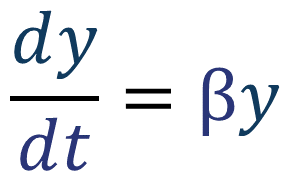 dy/dt = βy